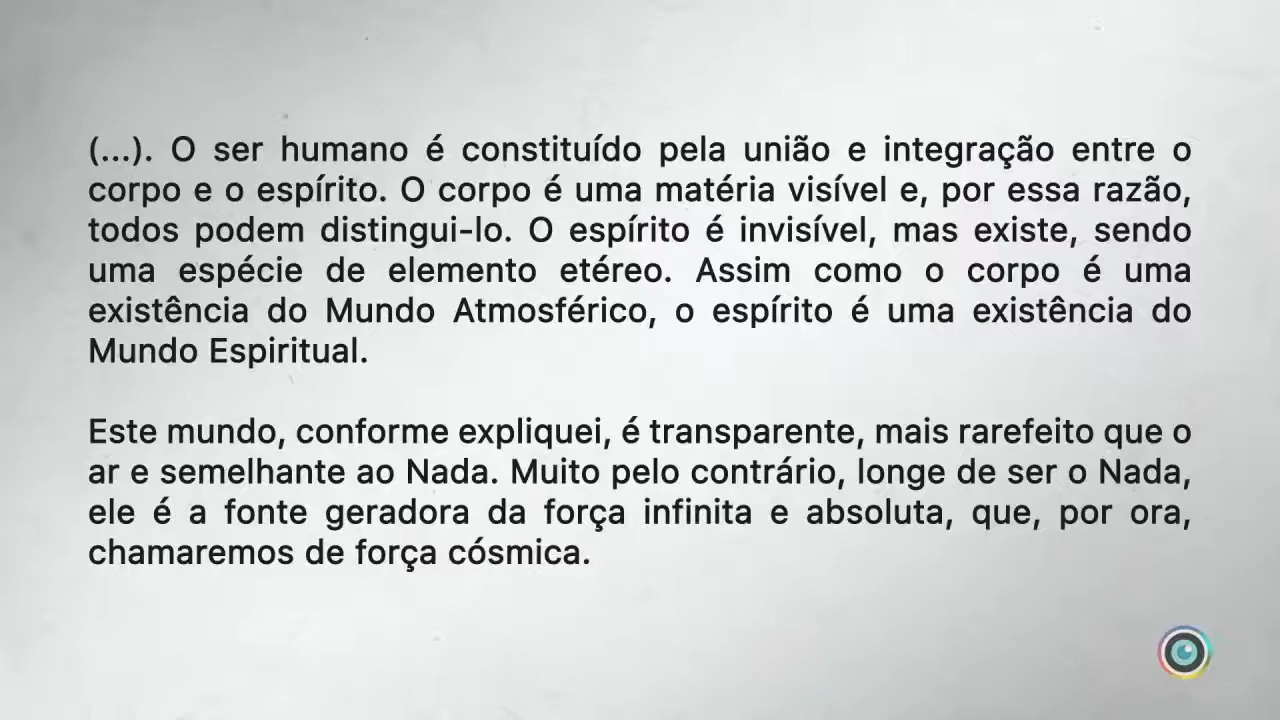 (...). O ser humano é constituído pela união e integração entre o
corpo e o espírito. O corpo é uma matéria visível e, por essa razão,
todos podem distingui-lo. O espírito é invisível, mas existe, sendo
uma espécie de elemento etéreo. Assim como o corpo é uma
existência do Mundo Atmosférico, o espírito é uma existência do
Mundo Espiritual.
Este mundo, conforme expliquei, é transparente, mais rarefeito que o
ar e semelhante ao Nada. Muito pelo contrário, longe de ser o Nada,
ele é a fonte geradora da força infinita e absoluta, que, por ora,
chamaremos de força cósmica.